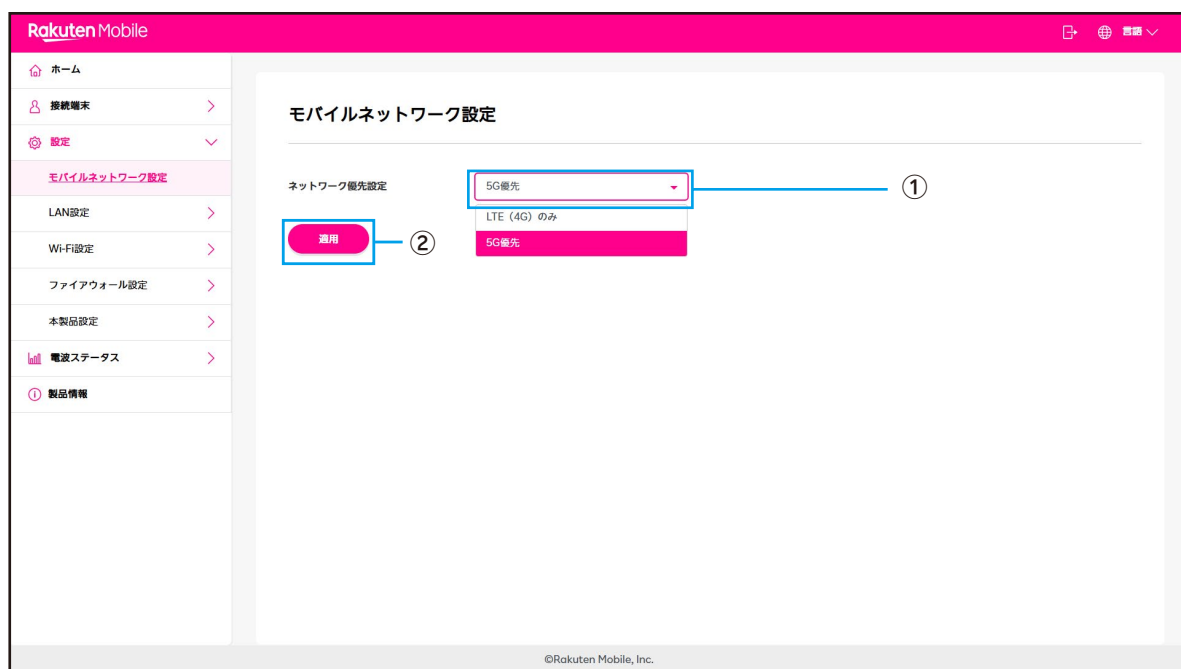 Rakuten Mobile
言語
ホーム
接続端末
設定
モバイルネットワーク設定
LAN設定
Wi-Fi設定
ファイアウォール設定
本製品設定
電波ステータス
製品情報
モバイルネットワーク設定
ネットワーク優先設定
5G優先
①
LTE（4G）のみ
5G優先
適用
②
©Rakuten Mobile, Inc.